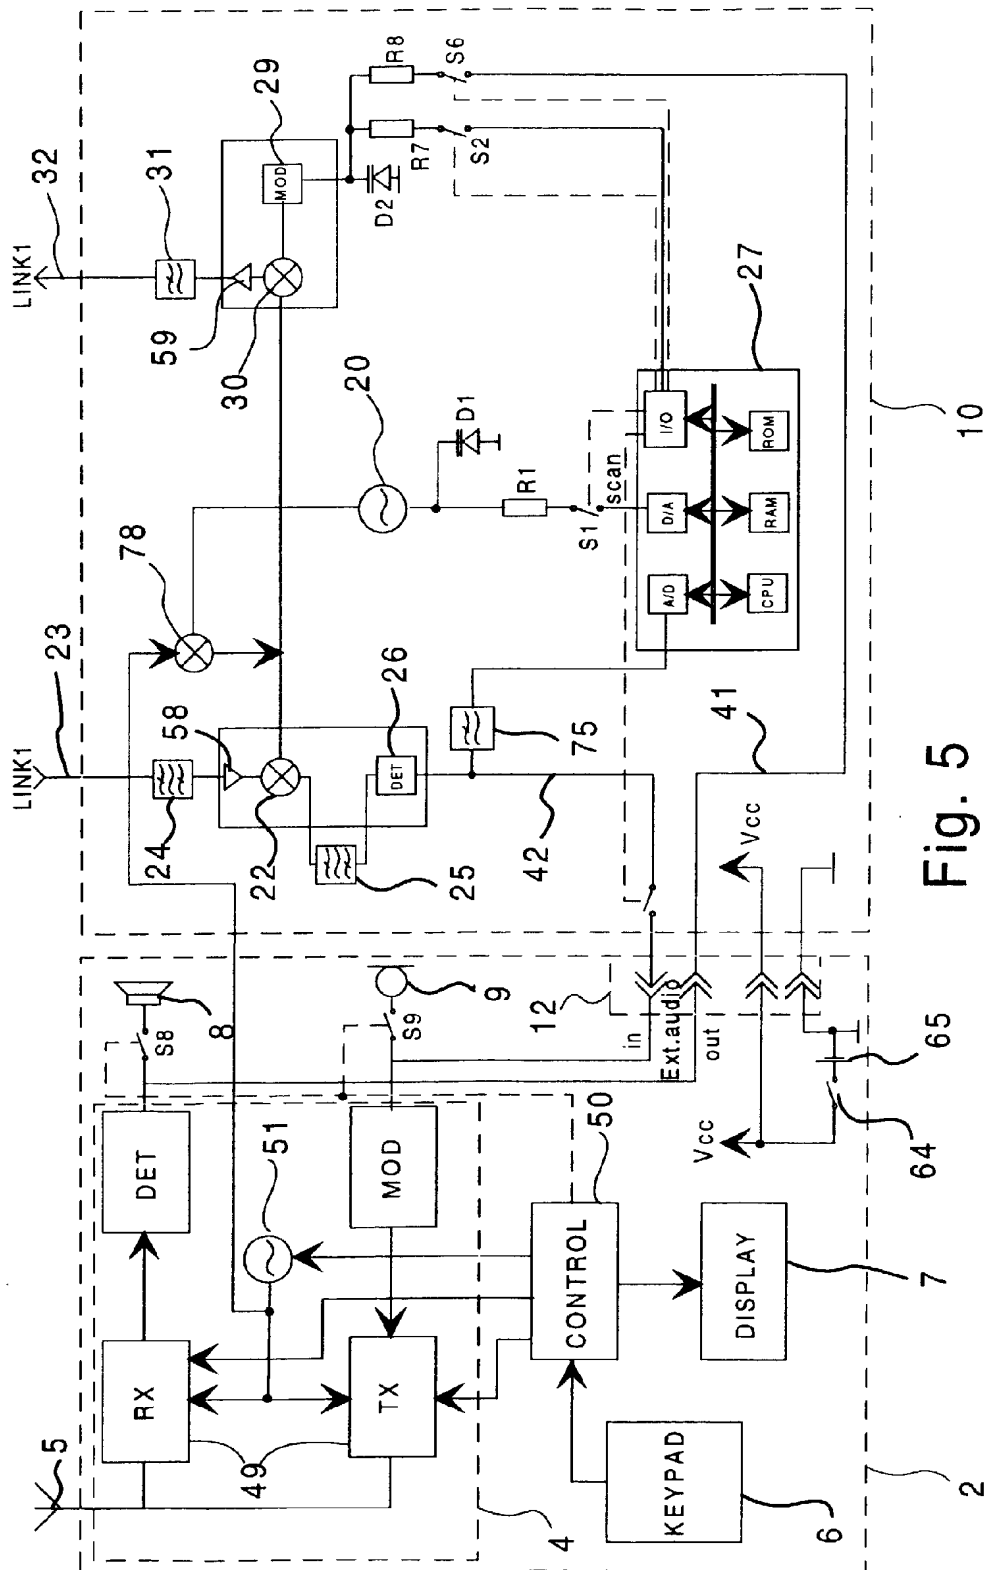 LINK1
32
31
29
MOD
59
30
D2
R7
R8
S2
S6
LINK1
23
24
58
22
25
26
DET
78
20
D1
R1
S1
scan
27
I/O
D/A
A/D
ROM
RAM
CPU
75
42
41
10
Vcc
Fig. 5
8
S8
9
S9
12
in
Ext.audio
out
65
64
Vcc
DET
51
MOD
50
CONTROL
DISPLAY
7
RX
TX
49
5
4
KEYPAD
6
2